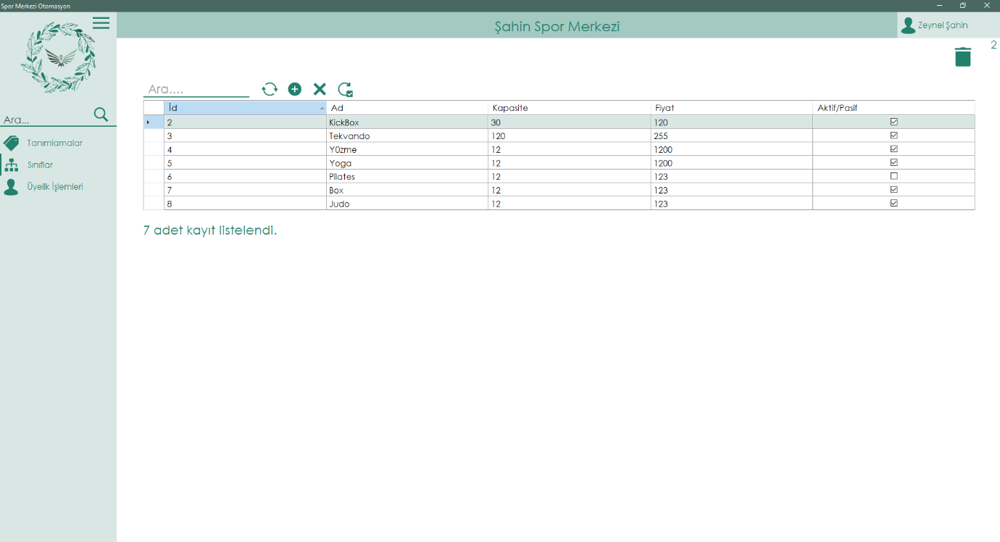 Spor Merkezi Otomasyon
Şahin Spor Merkezi
Zeynel Şahin
2
Ara...
Tanımlamalar
Sınıflar
Üyelik İşlemleri
Ara....
İd Ad Kapasite Fiyat Aktif/Pasif
2 KickBox 30 120
3 Tekvando 120 255
4 Yüzme 12 1200
5 Yoga 12 1200
6 Pilates 12 123
7 Box 12 123
8 Judo 12 123
7 adet kayıt listelendi.